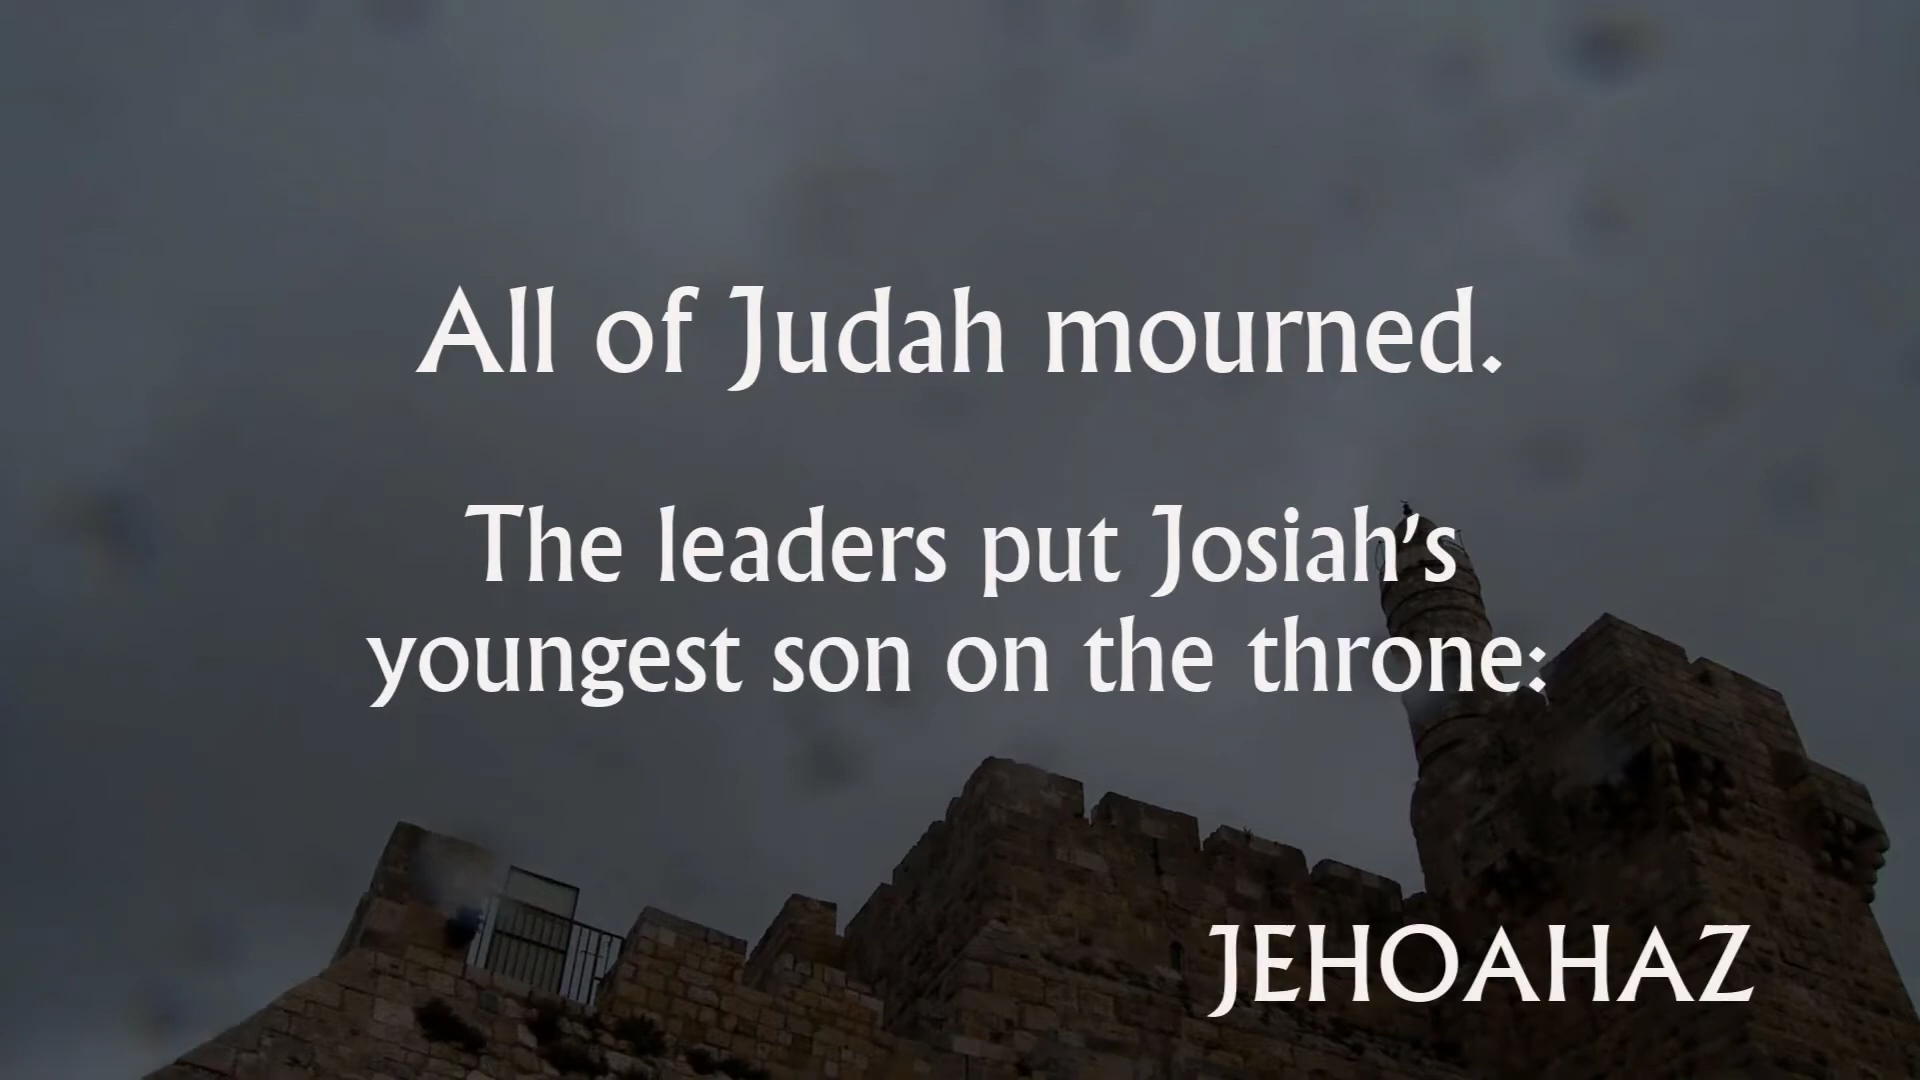 All of Judah mourned.
The leaders put Josiah's
youngest son on the throne:
JEHOAHAZ